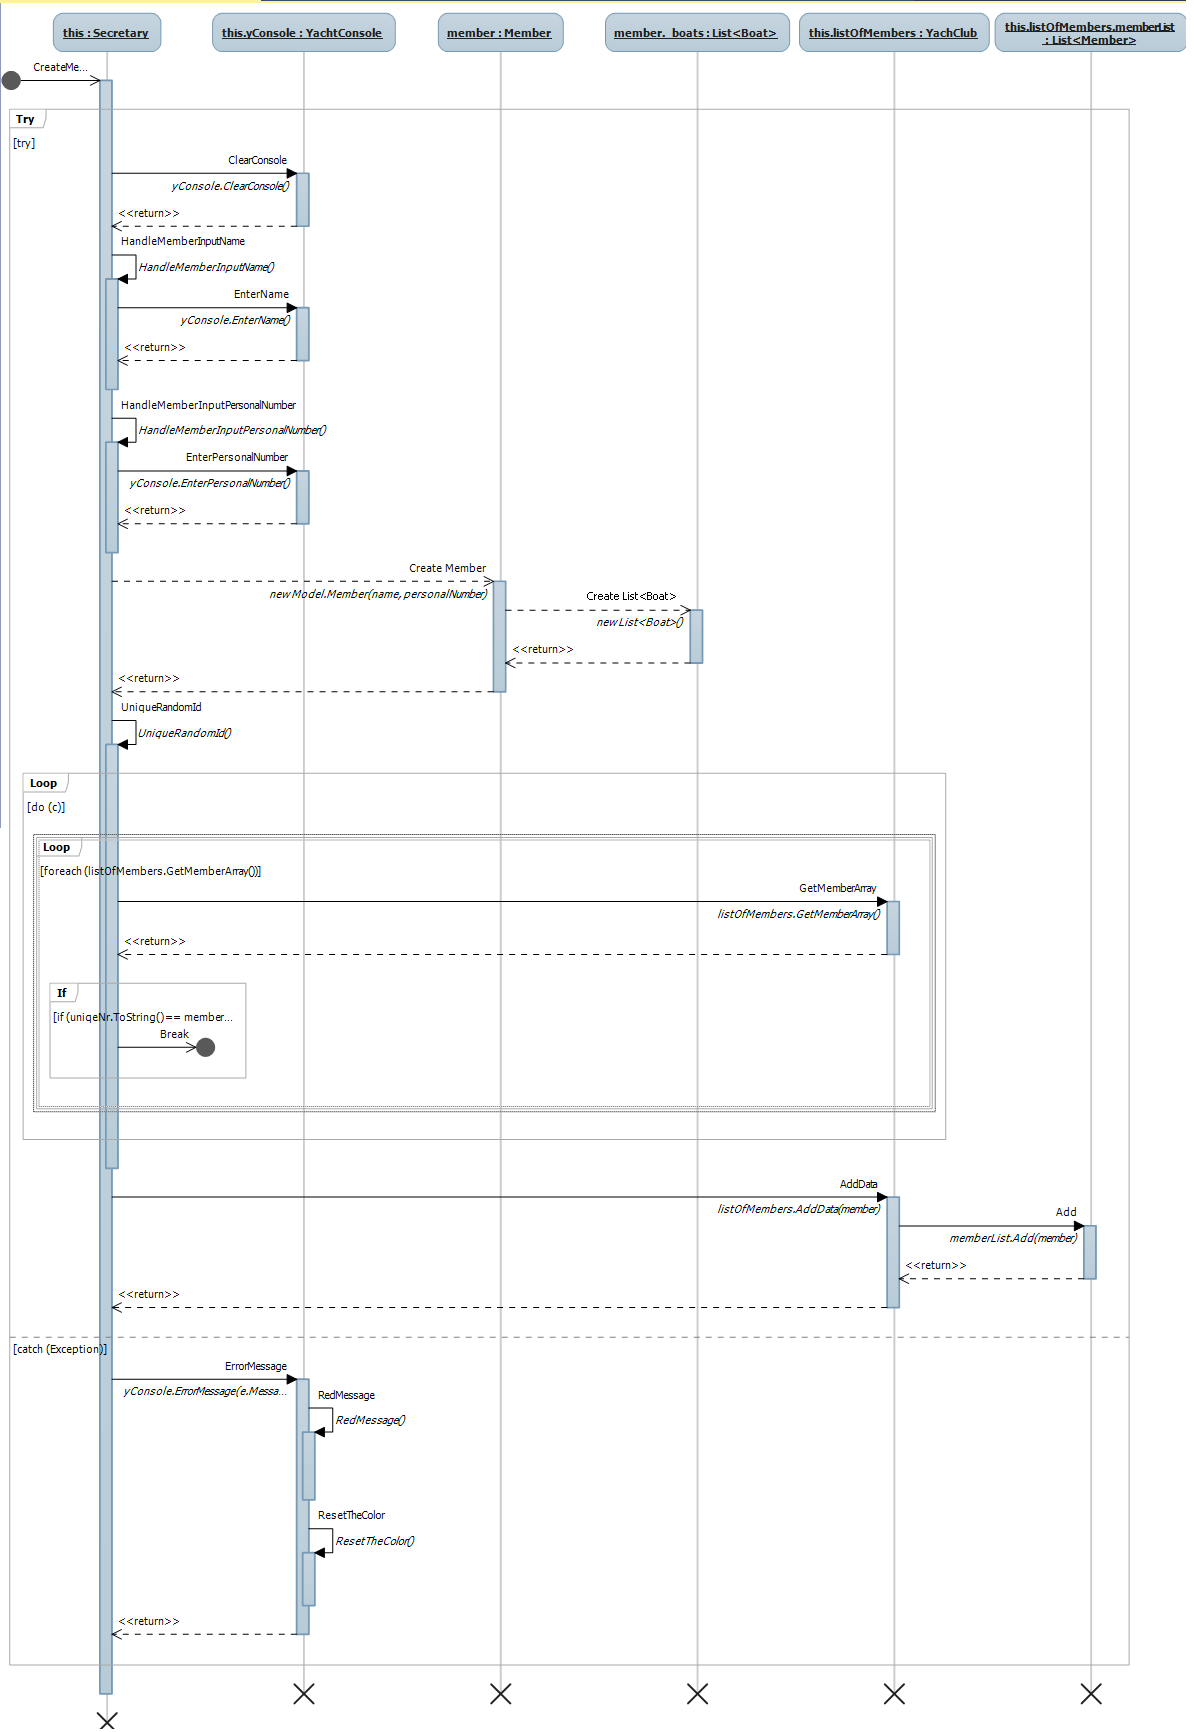 this : Secretary
this.yConsole : YachtConsole
member : Member
member._boats : List<Boat>
this.listOfMembers : YachClub
this.listOfMembers.memberList
: List<Member>
CreateMe...
Try
[try]
ClearConsole
yConsole.ClearConsole()
<<return>>
HandleMemberInputName
HandleMemberInputName()
EnterName
yConsole.EnterName()
<<return>>
HandleMemberInputPersonalNumber
HandleMemberInputPersonalNumber()
EnterPersonalNumber
yConsole.EnterPersonalNumber()
<<return>>
Create Member
new Model.Member(name, personalNumber)
Create List<Boat>
new List<Boat>()
<<return>>
<<return>>
UniqueRandomId
UniqueRandomId()
Loop
[do (c)]
Loop
[foreach (listOfMembers.GetMemberArray())]
GetMemberArray
listOfMembers.GetMemberArray()
<<return>>
If
[if (uniqeNr.ToString()== member...
Break
AddData
listOfMembers.AddData(member)
Add
memberList.Add(member)
<<return>>
<<return>>
[catch (Exception)]
ErrorMessage
yConsole.ErrorMessage(e.Messa...
RedMessage
RedMessage()
ResetTheColor
ResetTheColor()
<<return>>